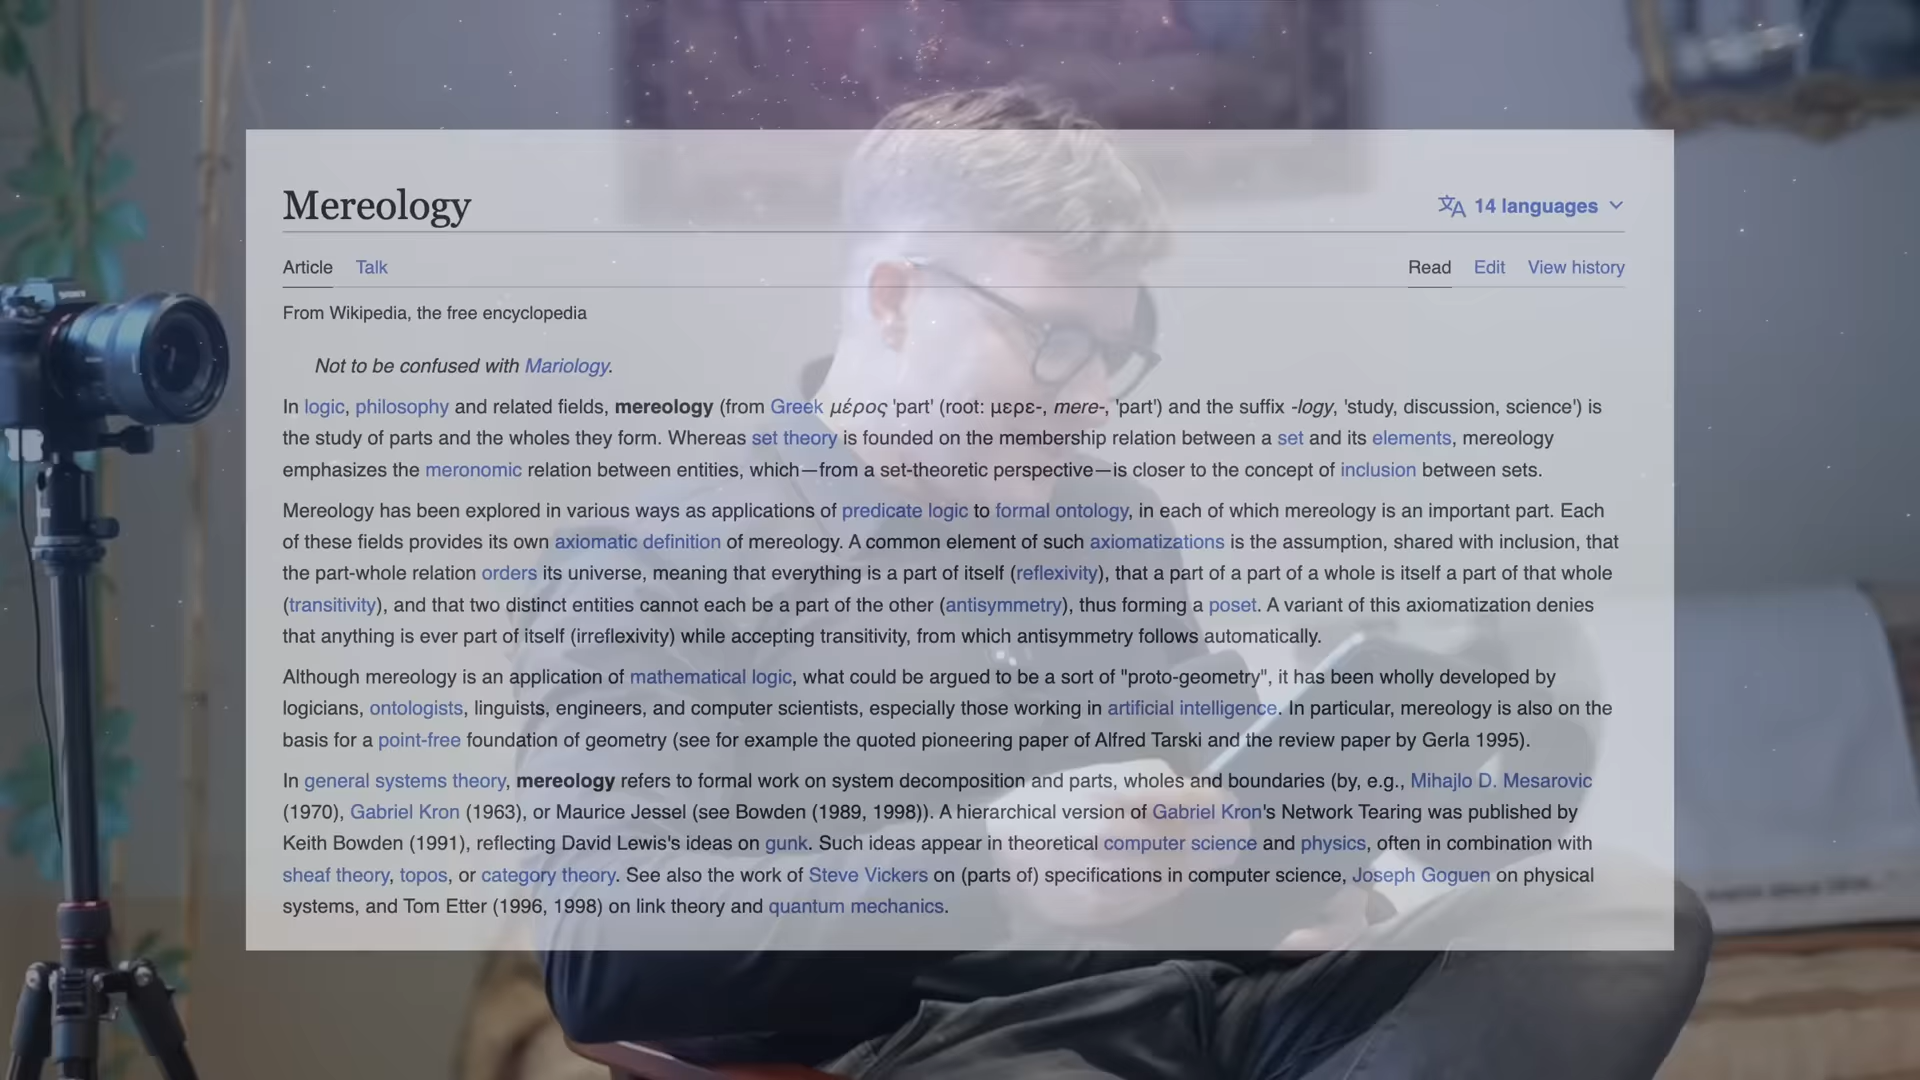 Mereology
14 languages
Article Talk Read Edit View history
From Wikipedia, the free encyclopedia
Not to be confused with Mariology.
In logic, philosophy and related fields, mereology (from Greek μέρος 'part' (root: μερε-, mere-, 'part') and the suffix -logy, 'study, discussion, science') is
the study of parts and the wholes they form. Whereas set theory is founded on the membership relation between a set and its elements, mereology
emphasizes the meronomic relation between entities, which—from a set-theoretic perspective—is closer to the concept of inclusion between sets.
Mereology has been explored in various ways as applications of predicate logic to formal ontology, in each of which mereology is an important part. Each
of these fields provides its own axiomatic definition of mereology. A common element of such axiomatizations is the assumption, shared with inclusion, that
the part-whole relation orders its universe, meaning that everything is a part of itself (reflexivity), that a part of a part of a whole is itself a part of that whole
(transitivity), and that two distinct entities cannot each be a part of the other (antisymmetry), thus forming a poset. A variant of this axiomatization denies
that anything is ever part of itself (irreflexivity) while accepting transitivity, from which antisymmetry follows automatically.
Although mereology is an application of mathematical logic, what could be argued to be a sort of "proto-geometry", it has been wholly developed by
logicians, ontologists, linguists, engineers, and computer scientists, especially those working in artificial intelligence. In particular, mereology is also on the
basis for a point-free foundation of geometry (see for example the quoted pioneering paper of Alfred Tarski and the review paper by Gerla 1995).
In general systems theory, mereology refers to formal work on system decomposition and parts, wholes and boundaries (by, e.g., Mihajlo D. Mesarovic
(1970), Gabriel Kron (1963), or Maurice Jessel (see Bowden (1989, 1998)). A hierarchical version of Gabriel Kron's Network Tearing was published by
Keith Bowden (1991), reflecting David Lewis's ideas on gunk. Such ideas appear in theoretical computer science and physics, often in combination with
sheaf theory, topos, or category theory. See also the work of Steve Vickers on (parts of) specifications in computer science, Joseph Goguen on physical
systems, and Tom Etter (1996, 1998) on link theory and quantum mechanics.